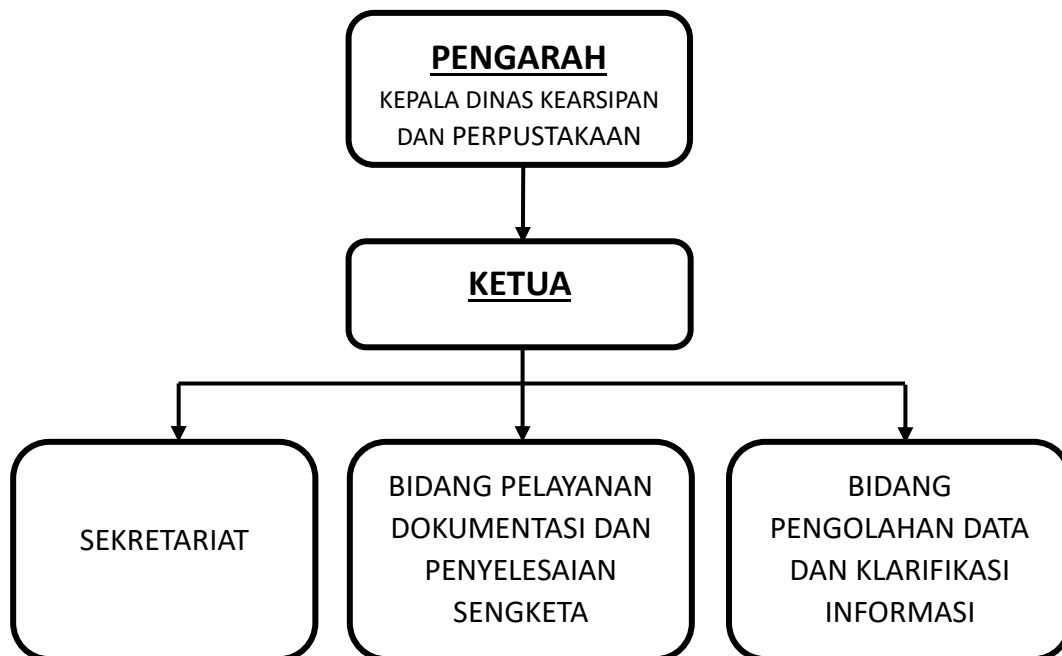 PENGARAH
KEPALA DINAS KEARSIPAN
DAN PERPUSTAKAAN
KETUA
SEKRETARIAT
BIDANG PELAYANAN
DOKUMENTASI DAN
PENYELESAIAN
SENGKETA
BIDANG
PENGOLAHAN DATA
DAN KLARIFIKASI
INFORMASI